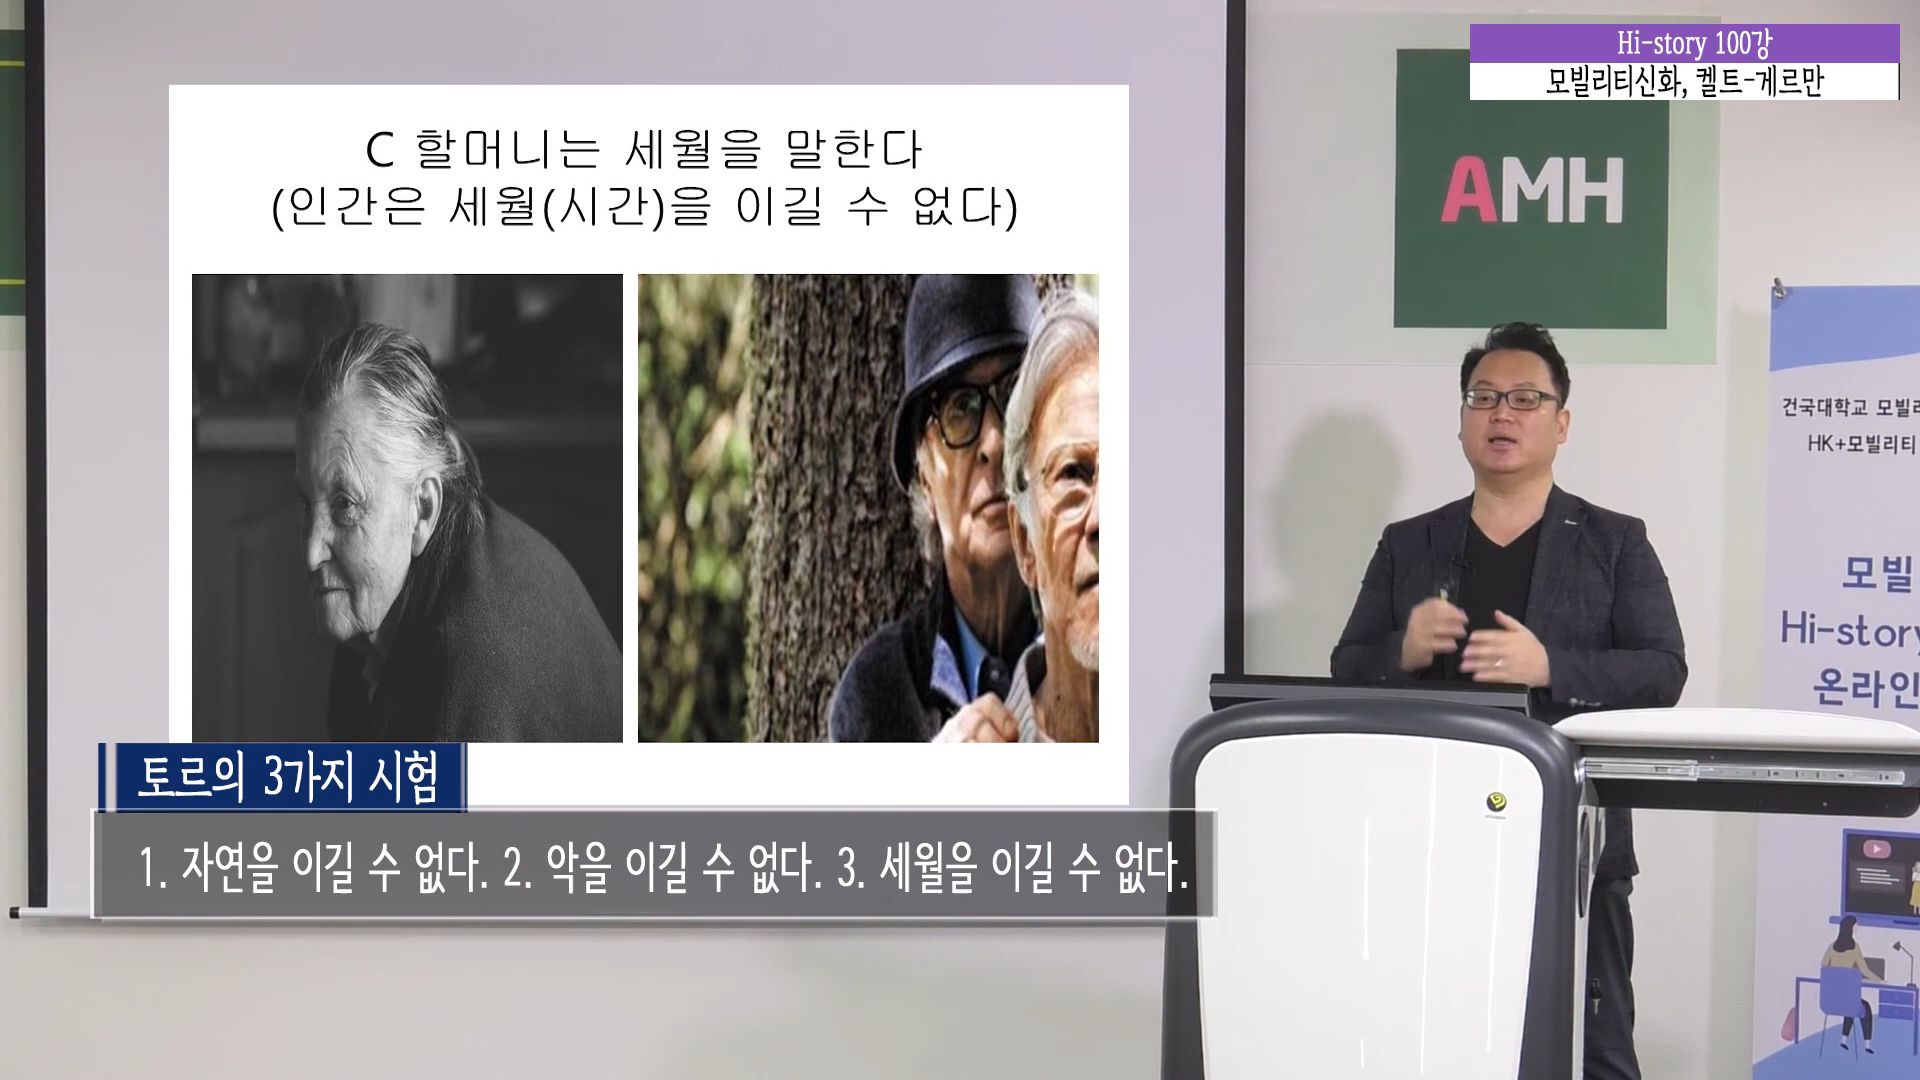 Hi-story 100강
모빌리티신화, 켈트-게르만
C 할머니는 세월을 말한다
(인간은 세월(시간)을 이길 수 없다)
AMH
건국대학교 모빌리
HK+모빌리티
모빌
Hi-story
온라인
토르의 3가지 시험
1. 자연을 이길 수 없다. 2. 악을 이길 수 없다. 3. 세월을 이길 수 없다.